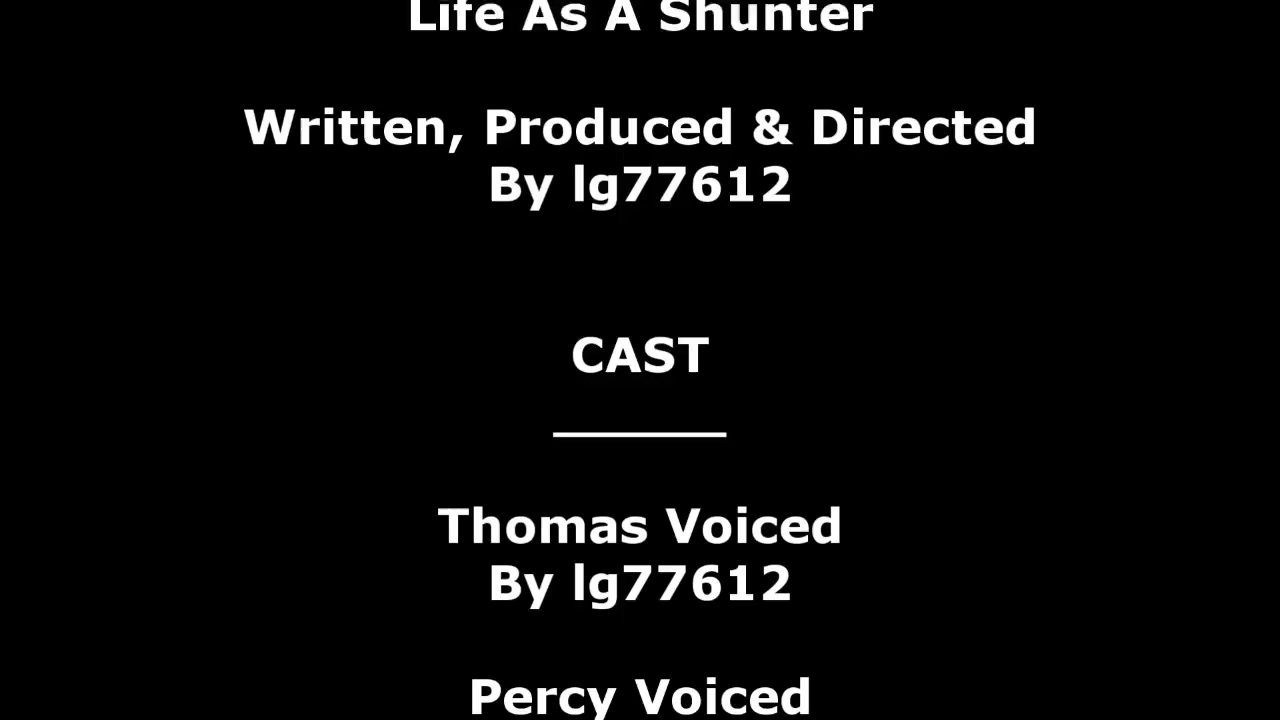 Life As A Shunter
Written, Produced & Directed
By lg77612
CAST
Thomas Voiced
By lg77612
Percy Voiced